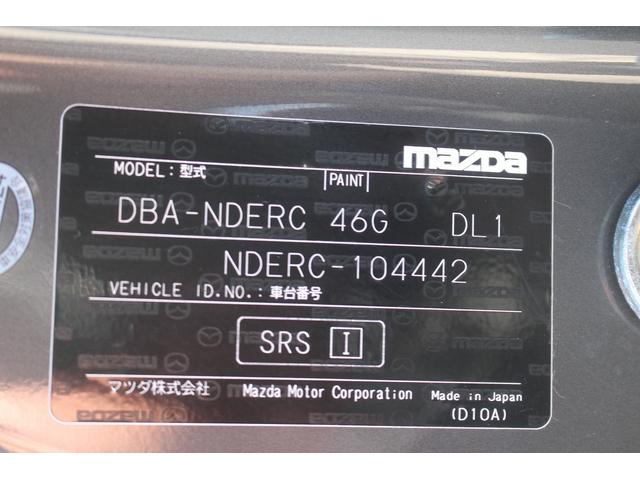 mazda
MODEL:型式 PAINT
DBA-NDERC 46G DL1
NDERC-104442
VEHICLE ID.NO.:車台番号
SRS I
マツダ株式会社 Mazda Motor Corporation Made in Japan
(D10A)